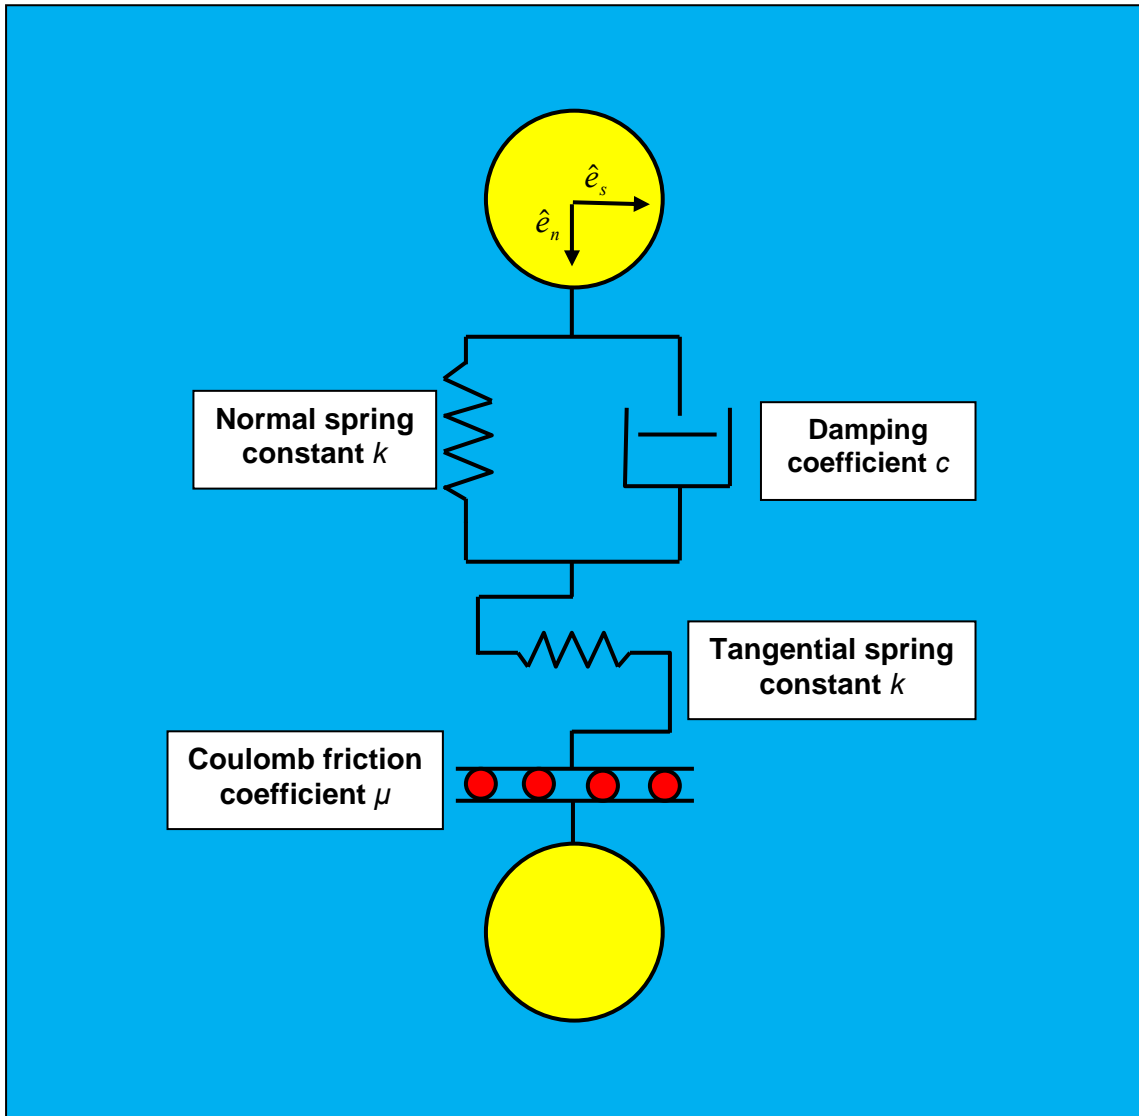 ê_s
ê_n
Normal spring
constant k
Damping
coefficient c
Tangential spring
constant k
Coulomb friction
coefficient μ